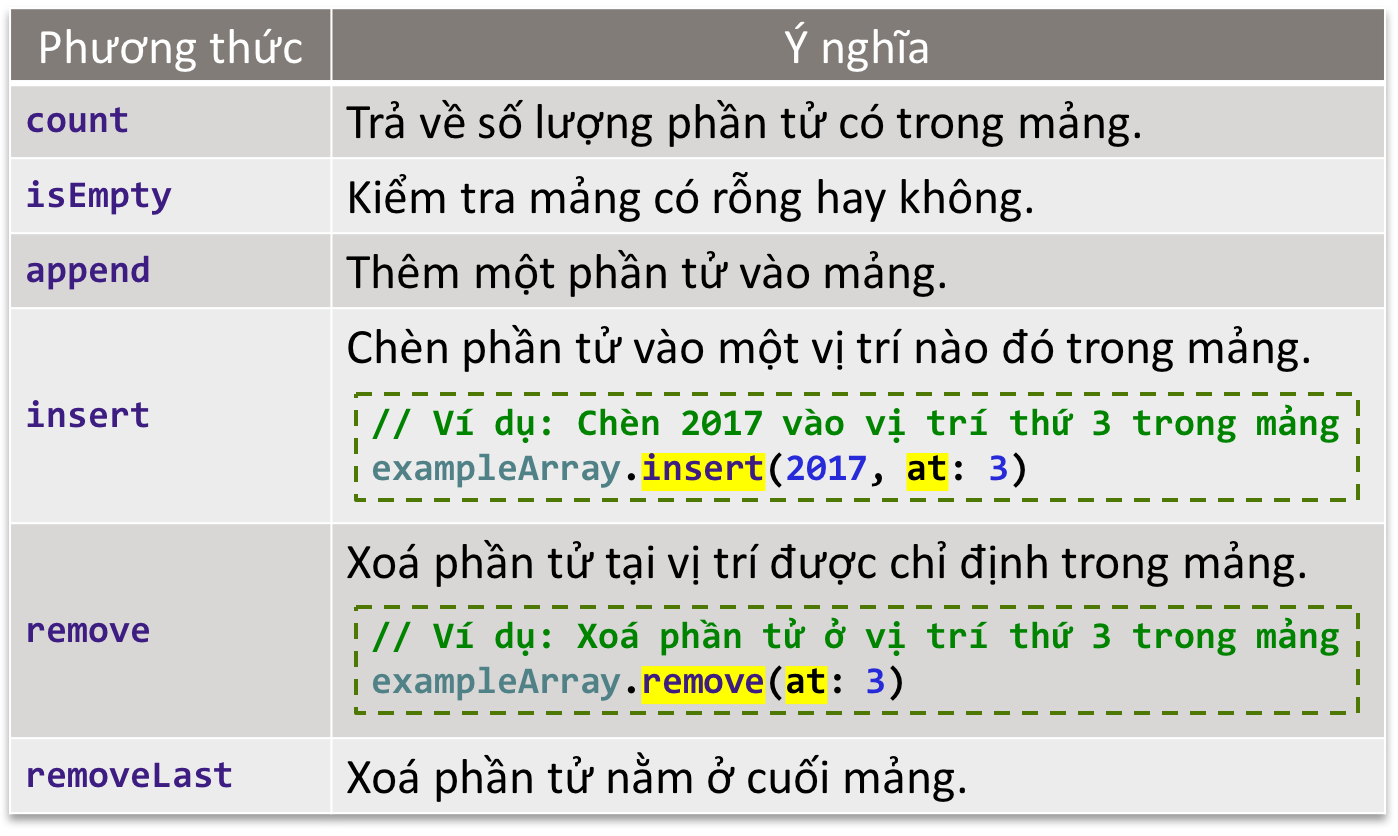 Phương thức
Ý nghĩa
count
Trả về số lượng phần tử có trong mảng.
isEmpty
Kiểm tra mảng có rỗng hay không.
append
Thêm một phần tử vào mảng.
insert
Chèn phần tử vào một vị trí nào đó trong mảng.
// Ví dụ: Chèn 2017 vào vị trí thứ 3 trong mảng
exampleArray.insert(2017, at: 3)
remove
Xoá phần tử tại vị trí được chỉ định trong mảng.
// Ví dụ: Xoá phần tử ở vị trí thứ 3 trong mảng
exampleArray.remove(at: 3)
removeLast
Xoá phần tử nằm ở cuối mảng.